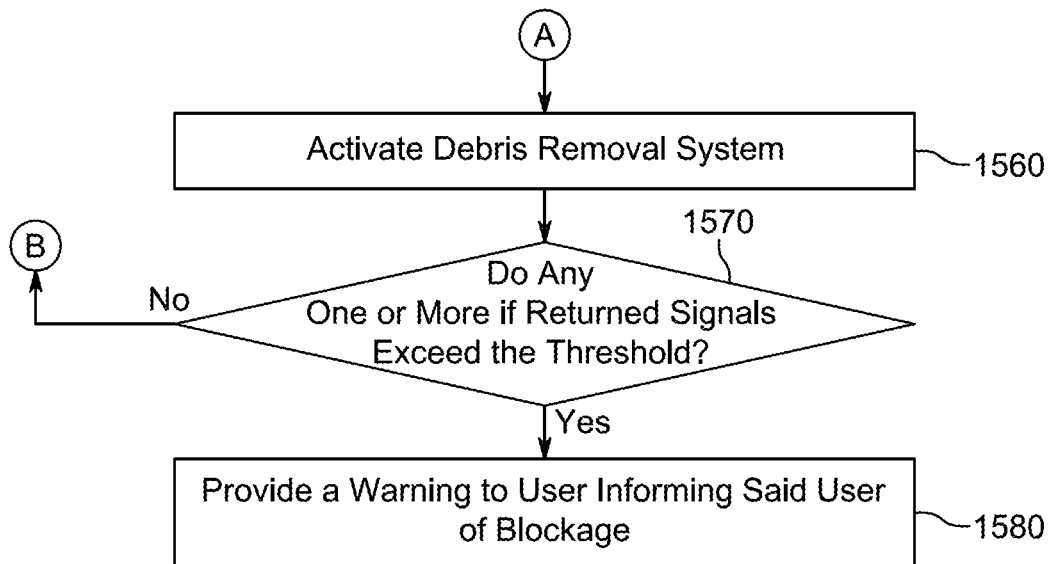 A
Activate Debris Removal System
1560
1570
B
Do Any
No
One or More if Returned Signals
Exceed the Threshold?
Yes
Provide a Warning to User Informing Said User
of Blockage
1580